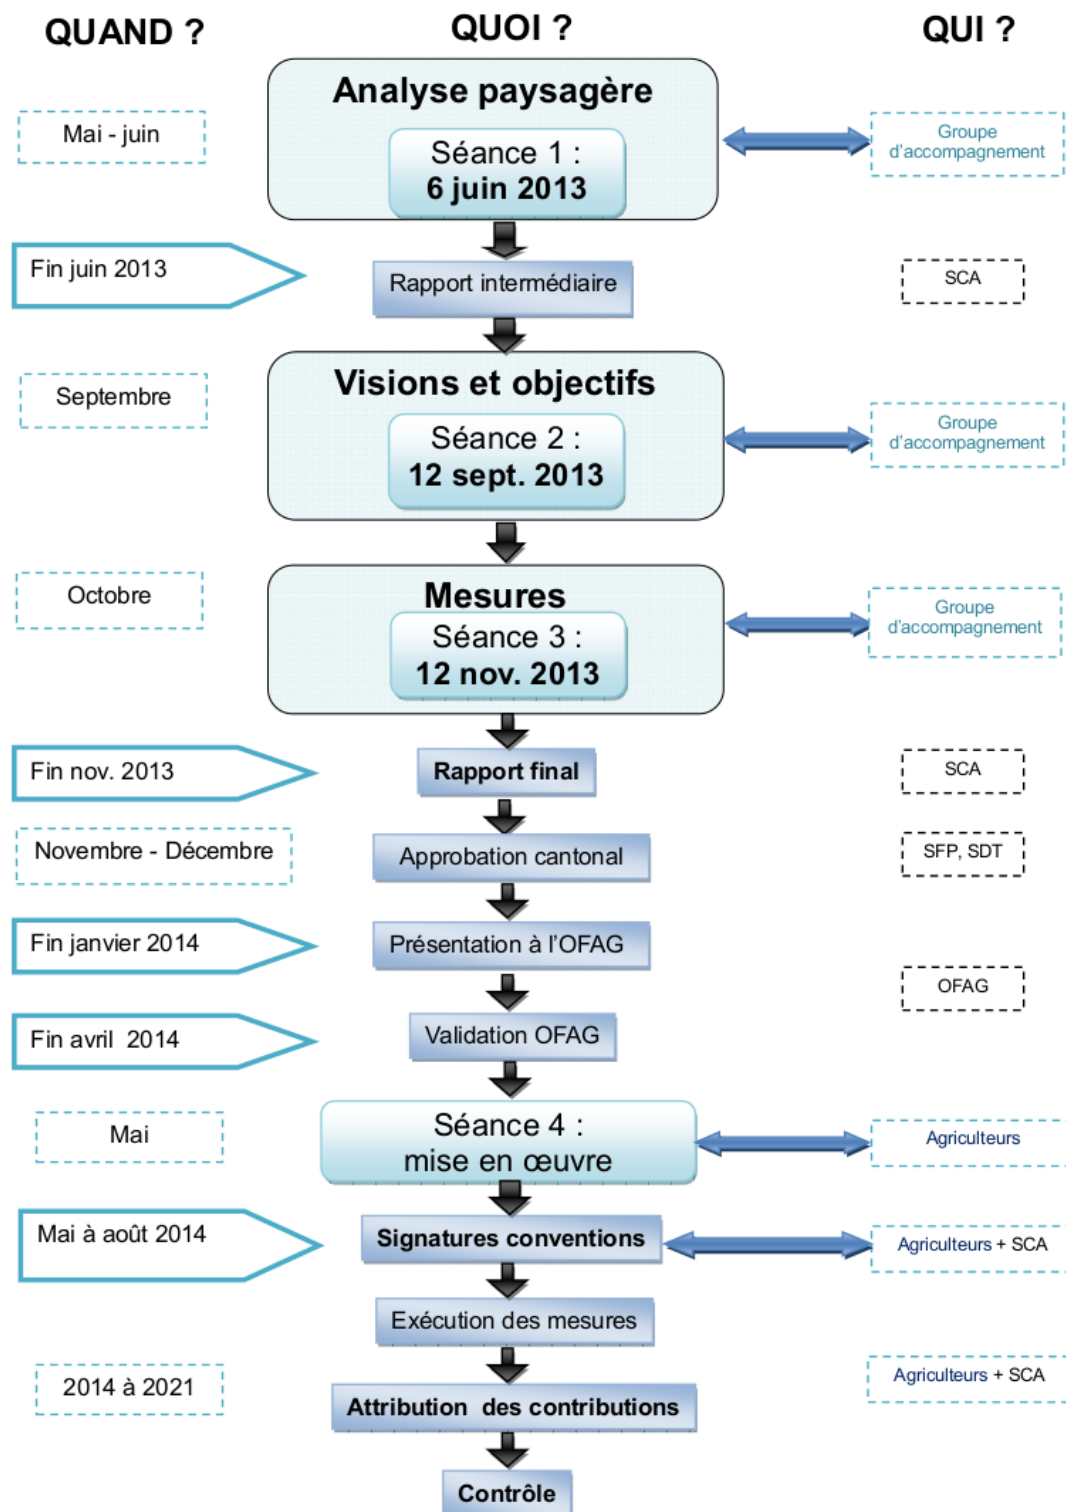 QUAND ?
QUOI ?
QUI ?
Analyse paysagère
Mai - juin
Séance 1 :
6 juin 2013
Groupe
d'accompagnement
Fin juin 2013
Rapport intermédiaire
SCA
Visions et objectifs
Septembre
Séance 2 :
12 sept. 2013
Groupe
d'accompagnement
Octobre
Mesures
Séance 3 :
12 nov. 2013
Groupe
d'accompagnement
Fin nov. 2013
Rapport final
SCA
Novembre - Décembre
Approbation cantonal
SFP, SDT
Fin janvier 2014
Présentation à l'OFAG
OFAG
Fin avril 2014
Validation OFAG
Mai
Séance 4 :
mise en œuvre
Agriculteurs
Mai à août 2014
Signatures conventions
Agriculteurs + SCA
Exécution des mesures
2014 à 2021
Agriculteurs + SCA
Attribution des contributions
Contrôle